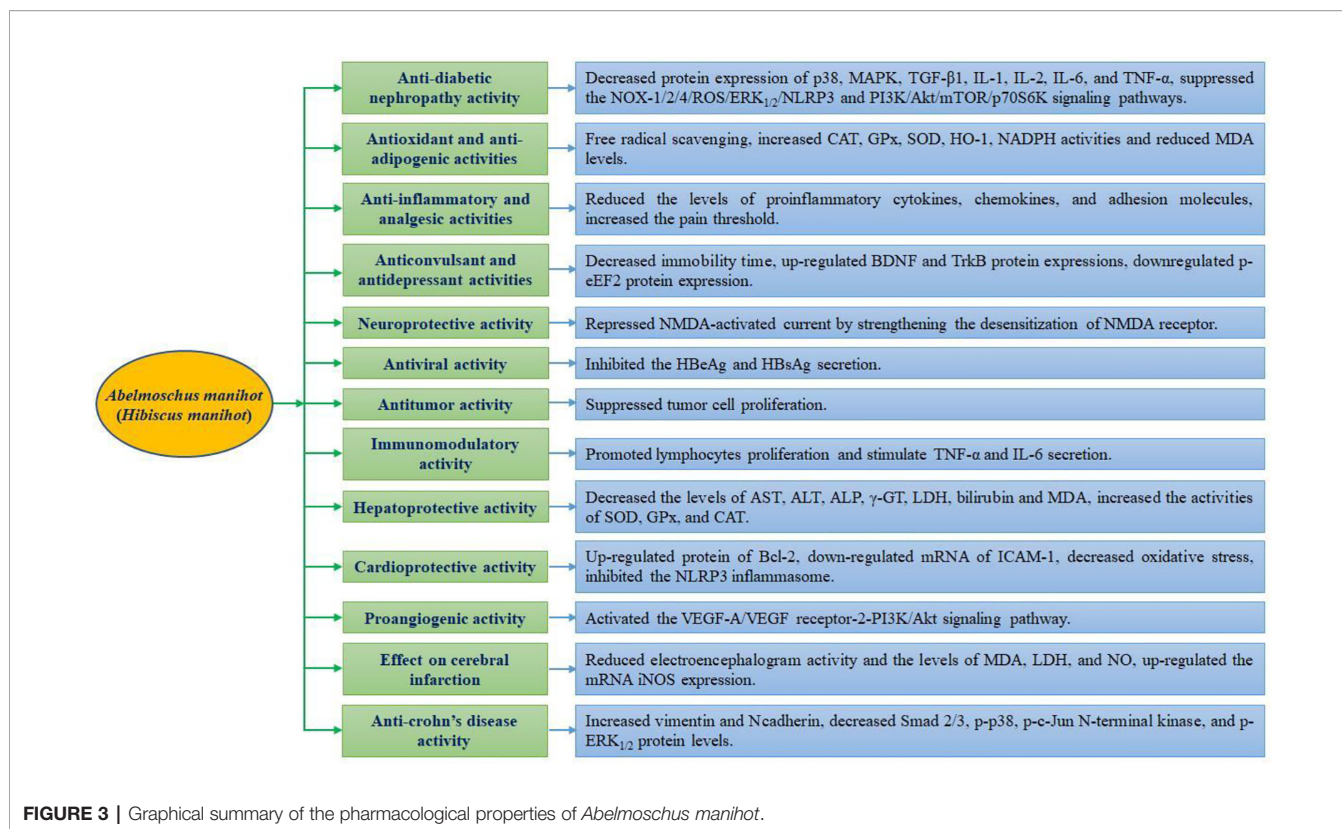 Anti-diabetic
nephropathy activity
Decreased protein expression of p38, MAPK, TGF-β1, IL-1, IL-2, IL-6, and TNF-α, suppressed
the NOX-1/2/4/ROS/ERK1/2/NLRP3 and PI3K/Akt/mTOR/p70S6K signaling pathways.
Antioxidant and anti-
adipogenic activities
Free radical scavenging, increased CAT, GPx, SOD, HO-1, NADPH activities and reduced MDA
levels.
Anti-inflammatory and
analgesic activities
Reduced the levels of proinflammatory cytokines, chemokines, and adhesion molecules,
increased the pain threshold.
Anticonvulsant and
antidepressant activities
Decreased immobility time, up-regulated BDNF and TrkB protein expressions, downregulated p-
eEF2 protein expression.
Neuroprotective activity
Repressed NMDA-activated current by strengthening the desensitization of NMDA receptor.
Antiviral activity
Inhibited the HBeAg and HBsAg secretion.
Abelmoschus manihot
(Hibiscus manihot)
Antitumor activity
Suppressed tumor cell proliferation.
Immunomodulatory
activity
Promoted lymphocytes proliferation and stimulate TNF-α and IL-6 secretion.
Hepatoprotective activity
Decreased the levels of AST, ALT, ALP, γ-GT, LDH, bilirubin and MDA, increased the activities
of SOD, GPx, and CAT.
Cardioprotective activity
Up-regulated protein of Bcl-2, down-regulated mRNA of ICAM-1, decreased oxidative stress,
inhibited the NLRP3 inflammasome.
Proangiogenic activity
Activated the VEGF-A/VEGF receptor-2-PI3K/Akt signaling pathway.
Effect on cerebral
infarction
Reduced electroencephalogram activity and the levels of MDA, LDH, and NO, up-regulated the
mRNA iNOS expression.
Anti-crohn's disease
activity
Increased vimentin and Ncadherin, decreased Smad 2/3, p-p38, p-c-Jun N-terminal kinase, and p-
ERK1/2 protein levels.
FIGURE 3 | Graphical summary of the pharmacological properties of Abelmoschus manihot.